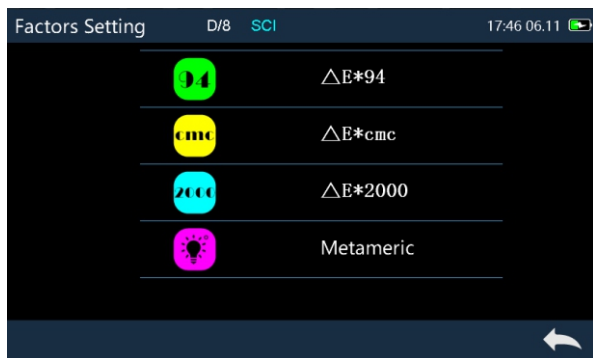 Factors Setting D/8 SCI 17:46 06.11
94 △E*94
cmc △E*cmc
2000 △E*2000
Metameric